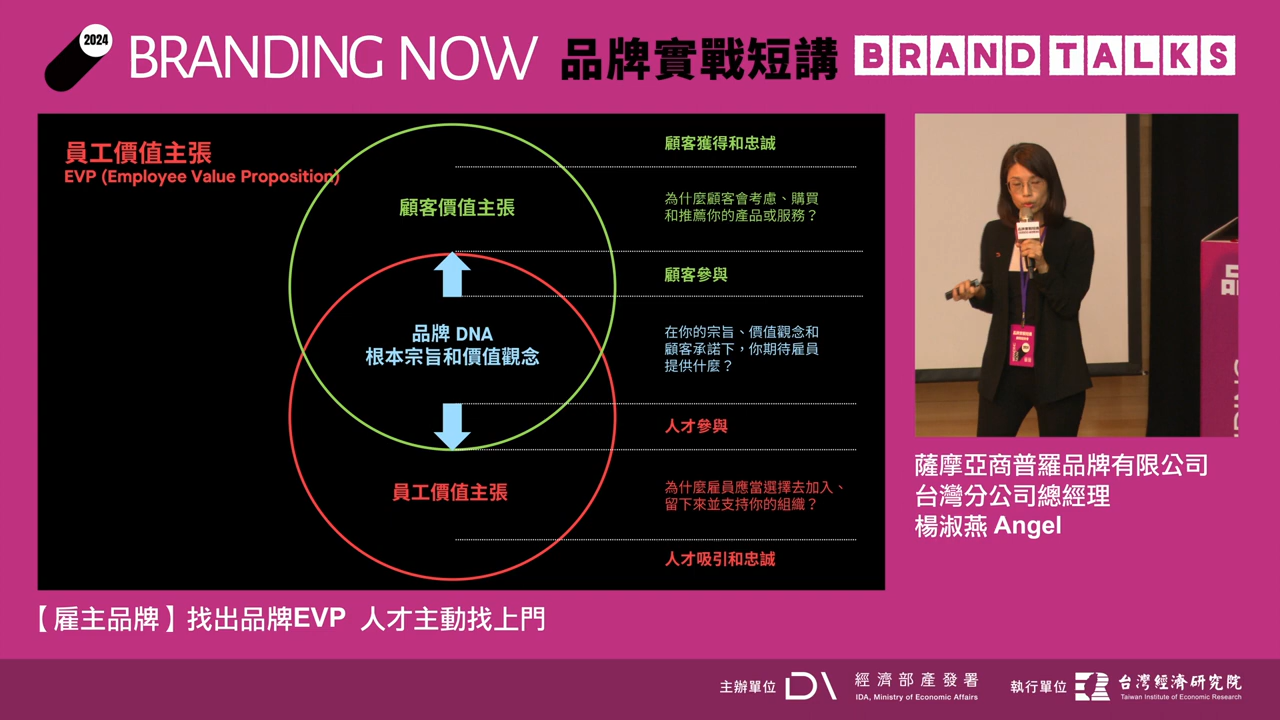 2024
BRANDING NOW 品牌實戰短講 BRAND TALKS
員工價值主張
EVP (Employee Value Proposition)
顧客價值主張
品牌 DNA
根本宗旨和價值觀念
員工價值主張
顧客獲得和忠誠
為什麼顧客會考慮、購買
和推薦你的產品或服務？
顧客參與
在你的宗旨、價值觀念和
顧客承諾下，你期待雇員
提供什麼？
人才參與
為什麼雇員應當選擇去加入、
留下來並支持你的組織？
人才吸引和忠誠
薩摩亞商普羅品牌有限公司
台灣分公司總經理
楊淑燕 Angel
【雇主品牌】找出品牌EVP 人才主動找上門
主辦單位
經濟部產發署
IDA, Ministry of Economic Affairs
執行單位
台灣經濟研究院
Taiwan Institute of Economic Research